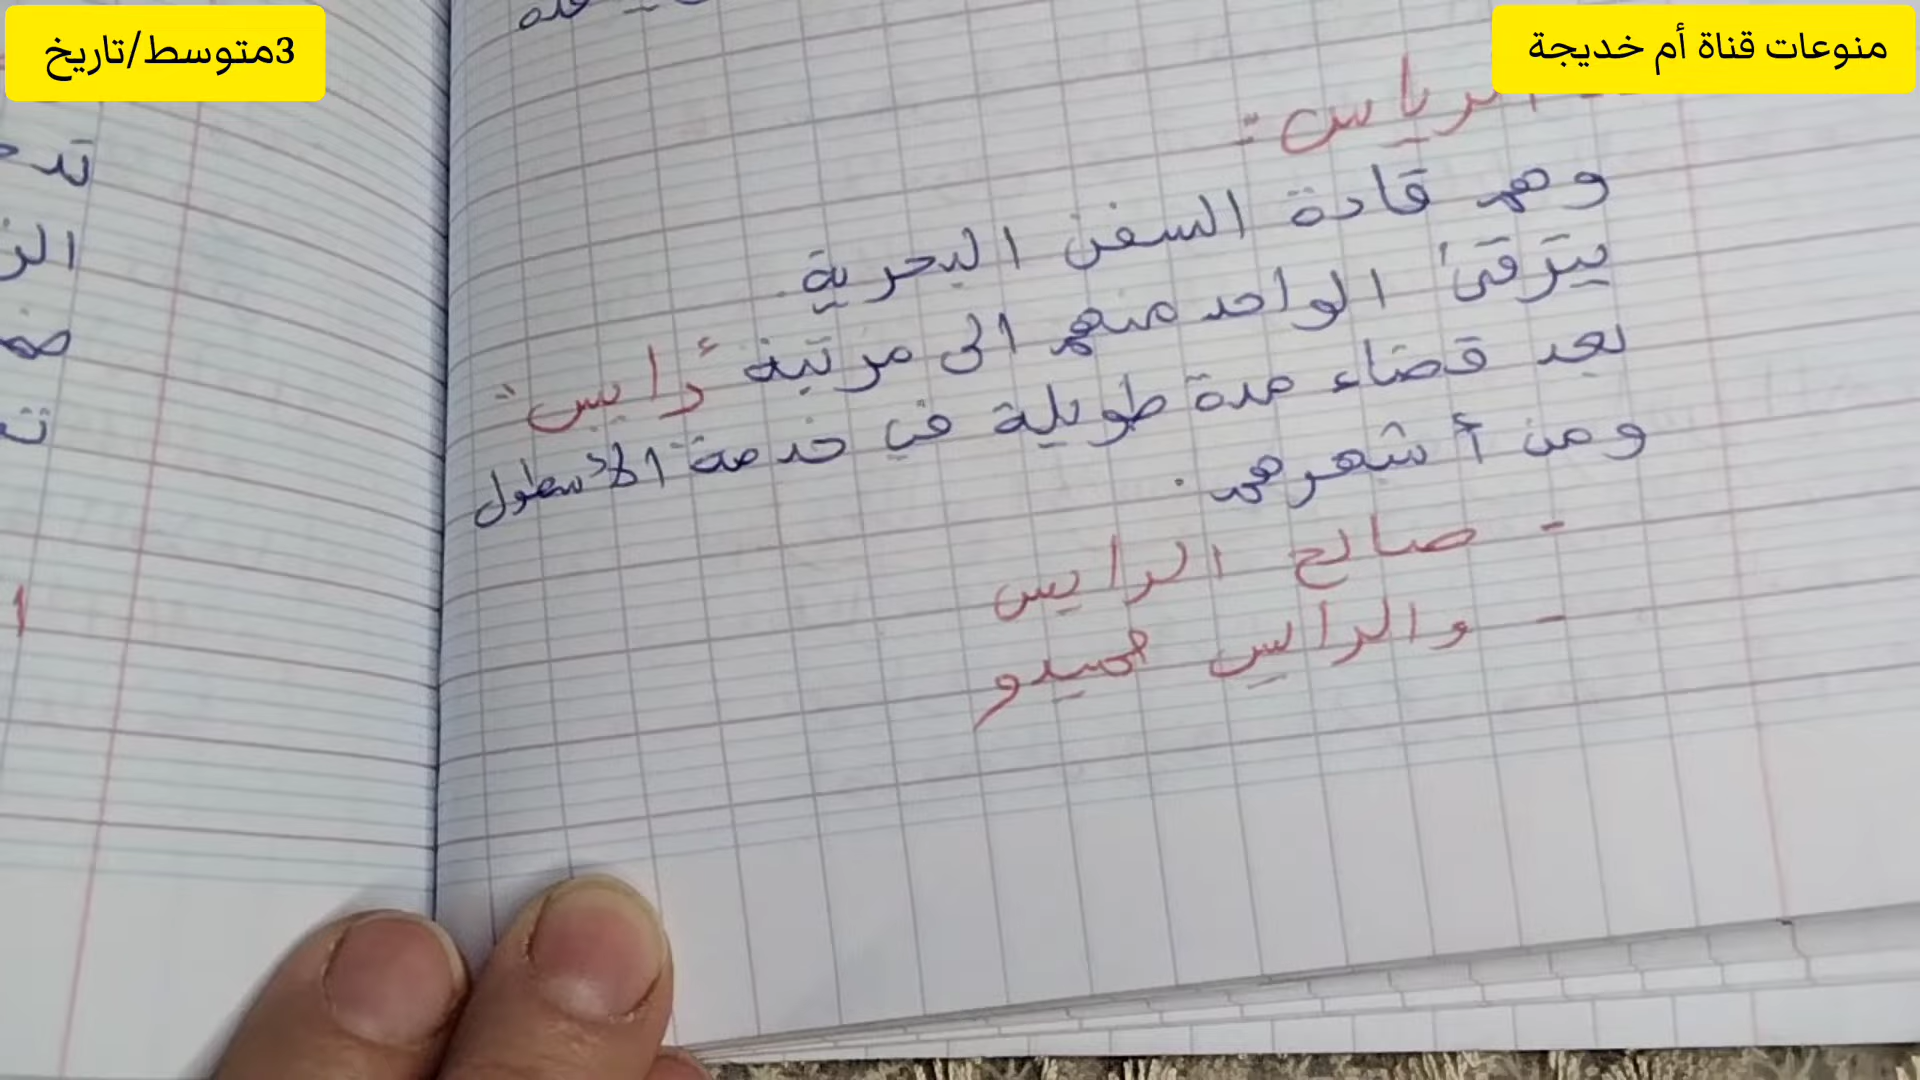 منوعات قناة أم خديجة
3متوسط/تاريخ
الرياس:
وهم قادة السفن البحرية.
يترقى الواحد منهم الى مرتبة "رايس"
بعد قضاء مدة طويلة في خدمة الأسطول
ومن أشهرهم.
- صالح الرايس
- والرايس حميدو